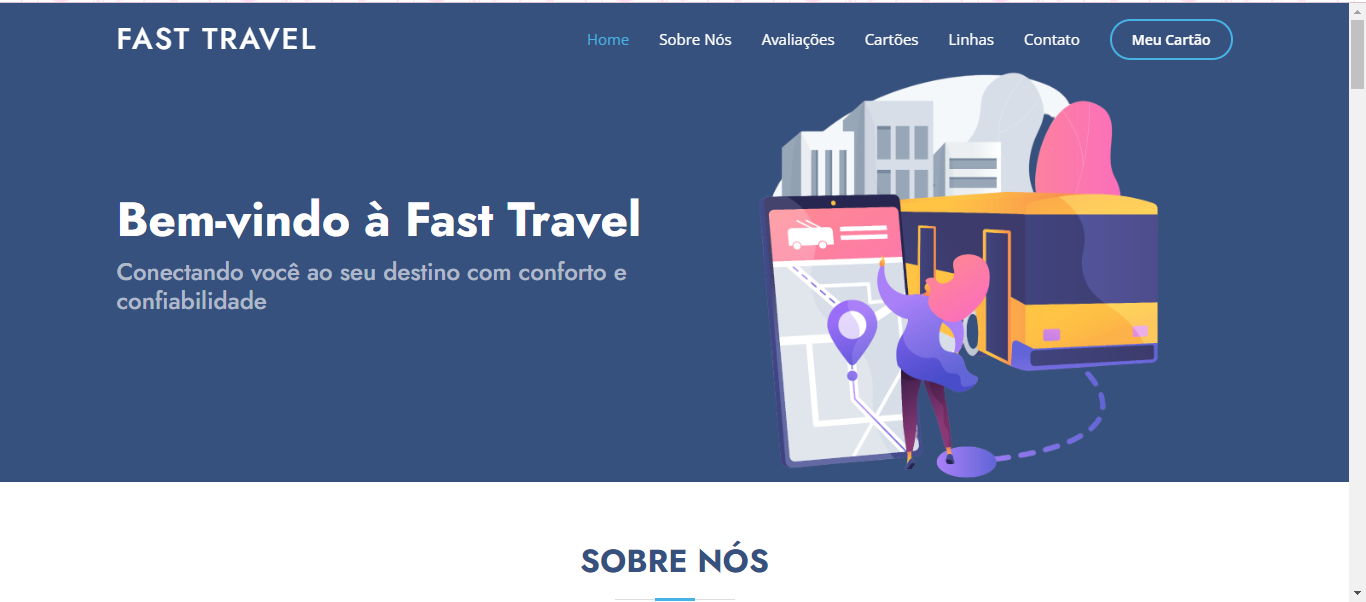 FAST TRAVEL
Home Sobre Nós Avaliações Cartões Linhas Contato Meu Cartão
Bem-vindo à Fast Travel
Conectando você ao seu destino com conforto e
confiabilidade
SOBRE NÓS